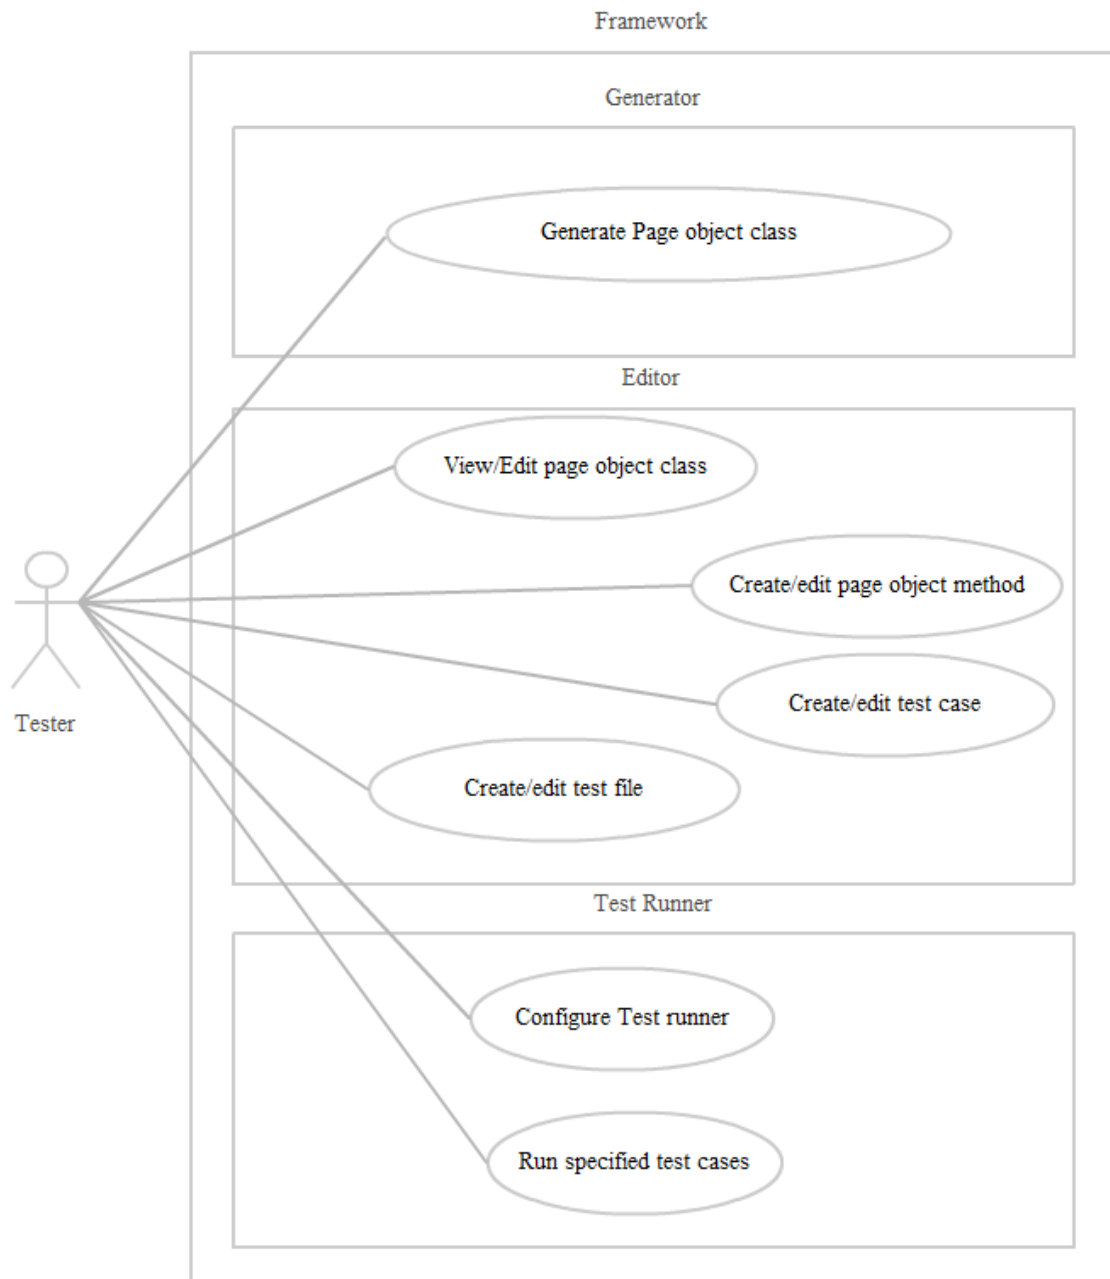 Framework
Generator
Generate Page object class
Editor
View/Edit page object class
Create/edit page object method
Create/edit test case
Tester
Create/edit test file
Test Runner
Configure Test runner
Run specified test cases